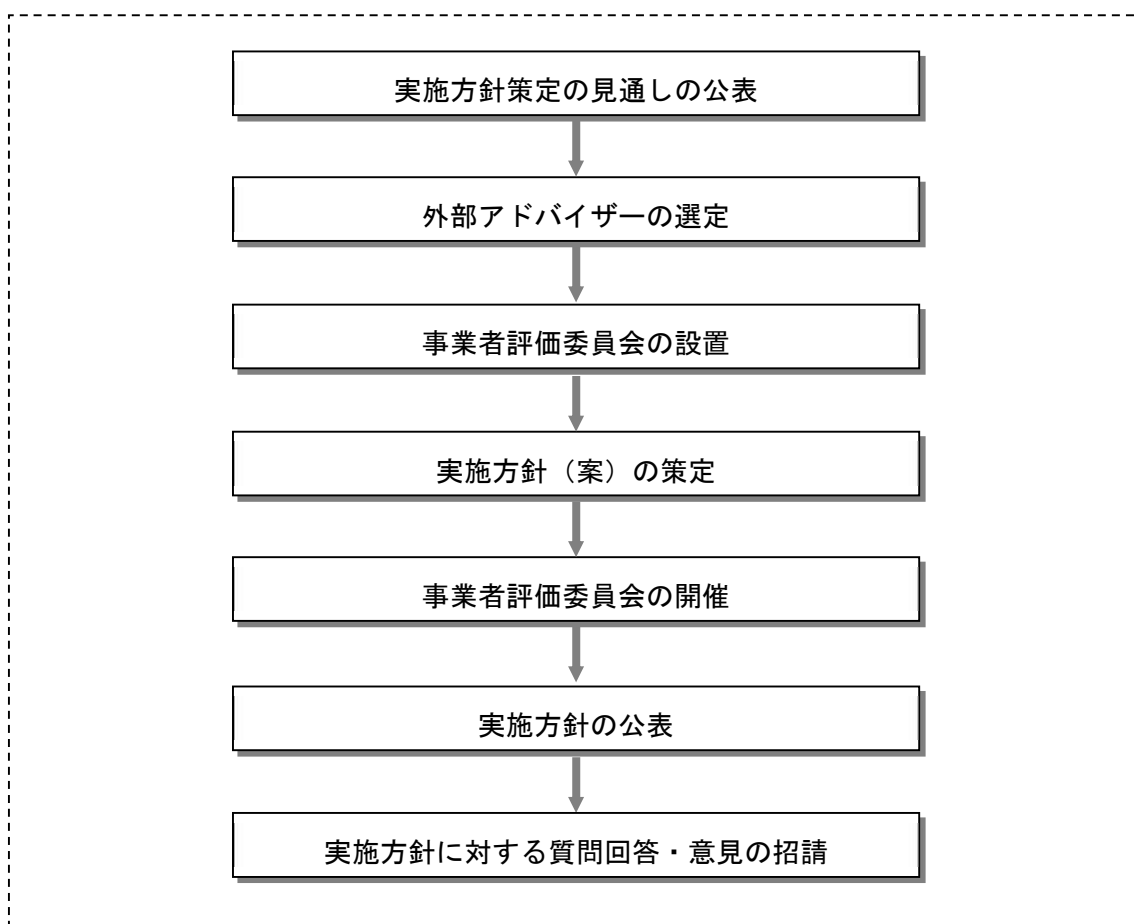 実施方針策定の見通しの公表
外部アドバイザーの選定
事業者評価委員会の設置
実施方針（案）の策定
事業者評価委員会の開催
実施方針の公表
実施方針に対する質問回答・意見の招請